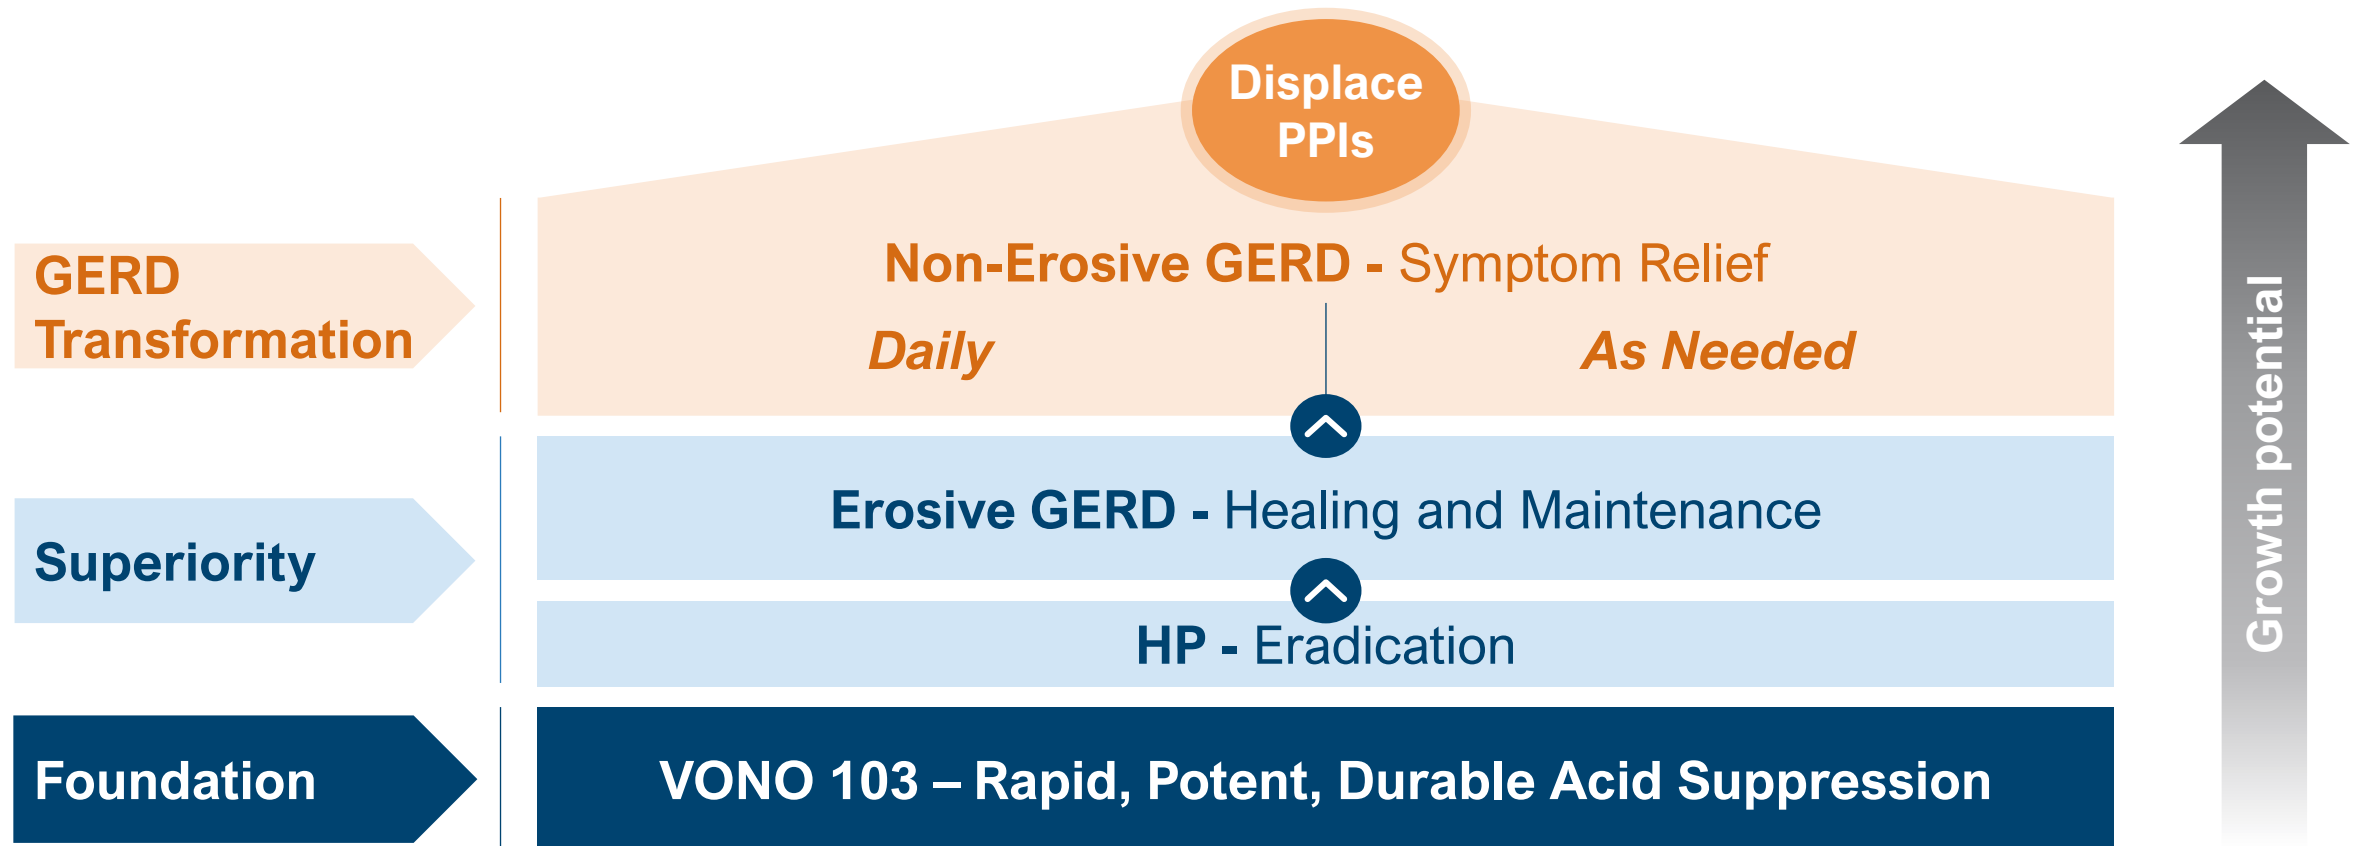 Displace
PPIs
GERD
Transformation
Non-Erosive GERD - Symptom Relief
Daily
As Needed
Superiority
Erosive GERD - Healing and Maintenance
HP - Eradication
Foundation
VONO 103 – Rapid, Potent, Durable Acid Suppression
Growth potential